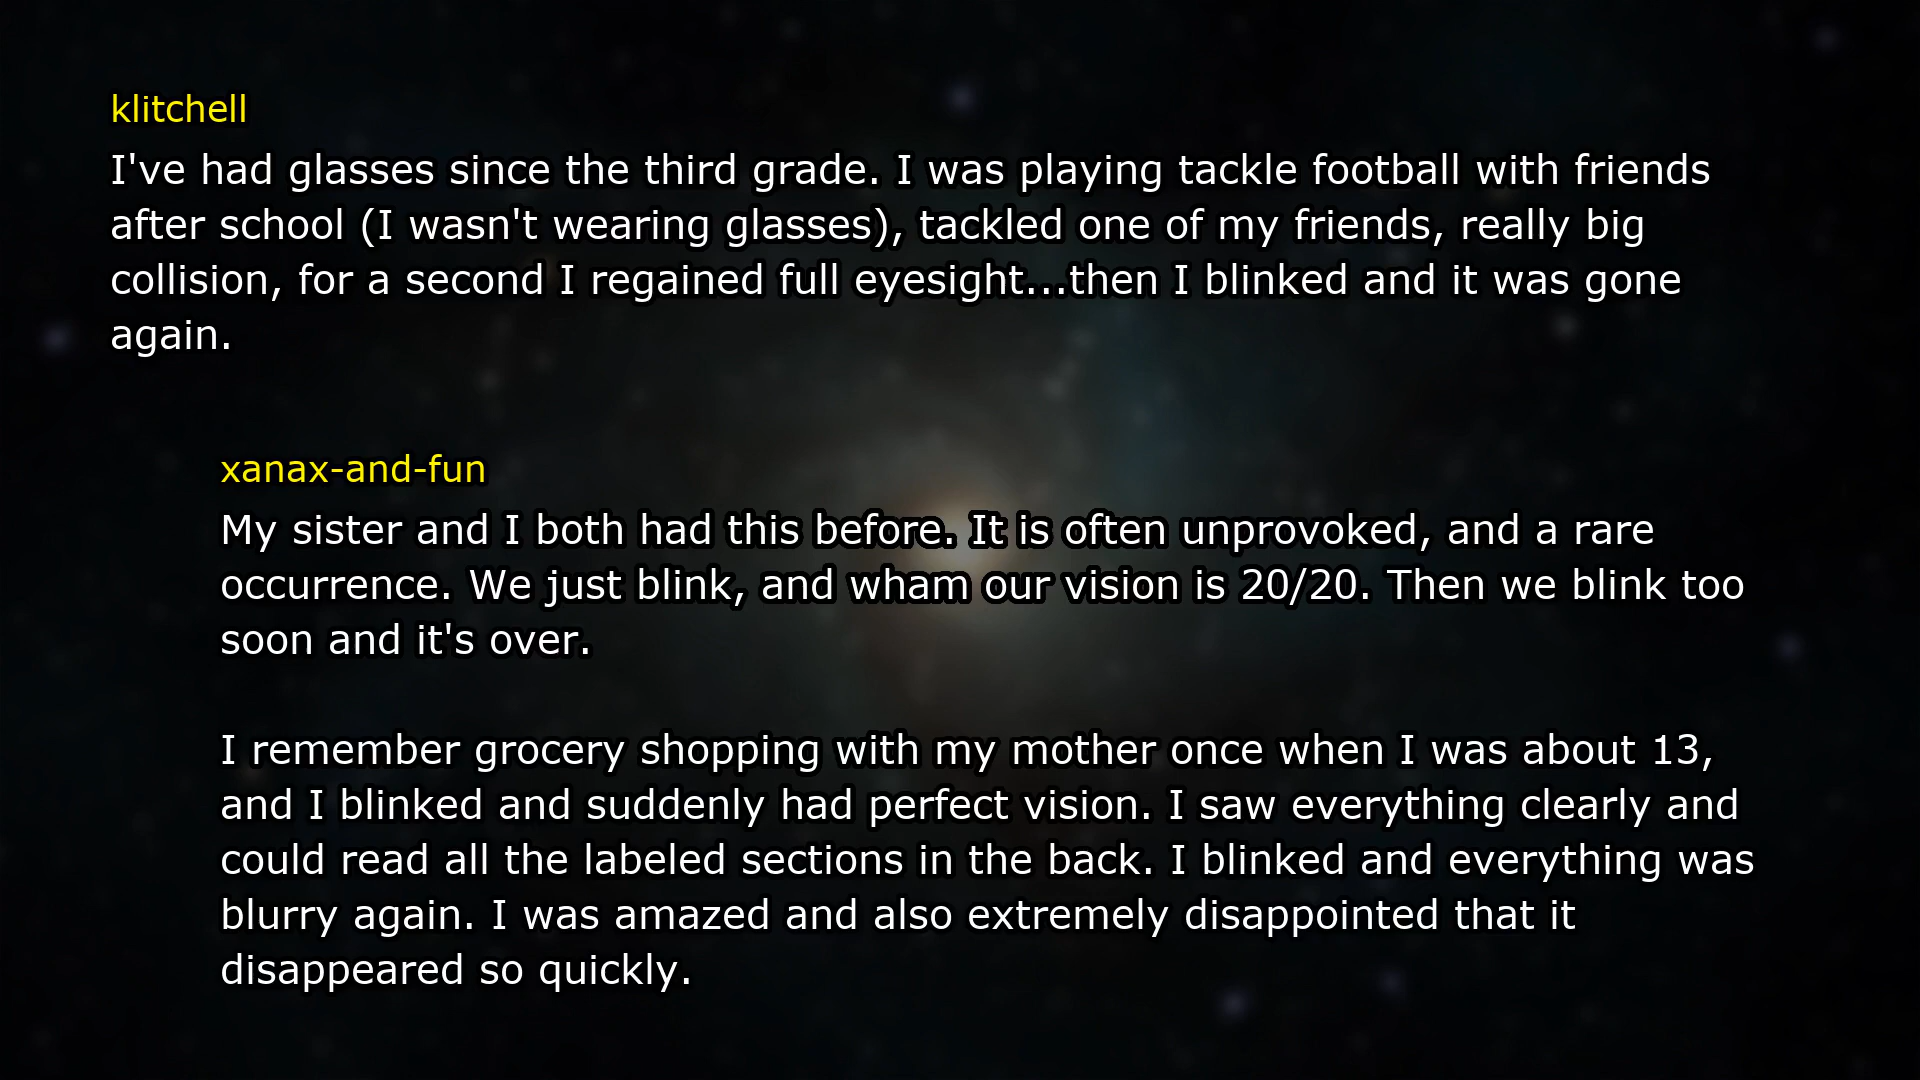 klitchell
I've had glasses since the third grade. I was playing tackle football with friends
after school (I wasn't wearing glasses), tackled one of my friends, really big
collision, for a second I regained full eyesight...then I blinked and it was gone
again.
xanax-and-fun
My sister and I both had this before. It is often unprovoked, and a rare
occurrence. We just blink, and wham our vision is 20/20. Then we blink too
soon and it's over.
I remember grocery shopping with my mother once when I was about 13,
and I blinked and suddenly had perfect vision. I saw everything clearly and
could read all the labeled sections in the back. I blinked and everything was
blurry again. I was amazed and also extremely disappointed that it
disappeared so quickly.